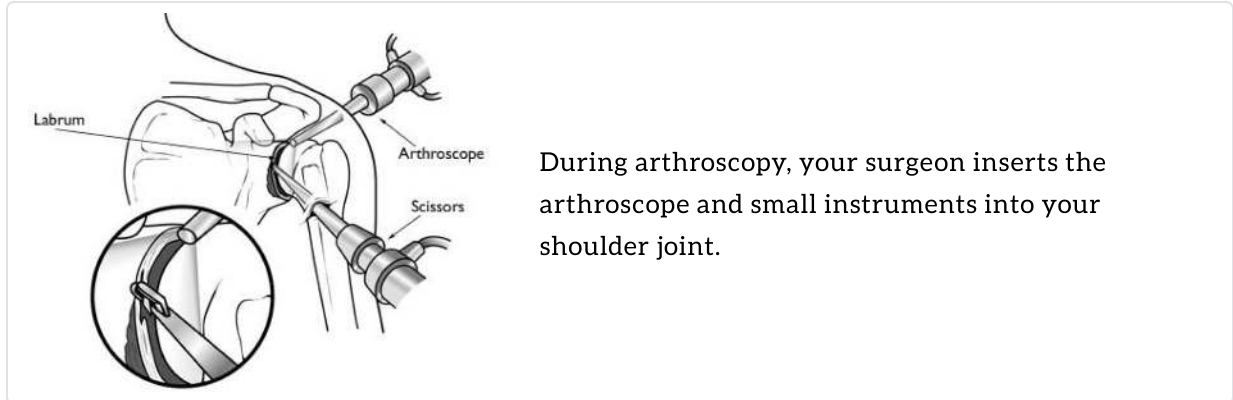 Labrum
Arthroscope
Scissors
During arthroscopy, your surgeon inserts the
arthroscope and small instruments into your
shoulder joint.